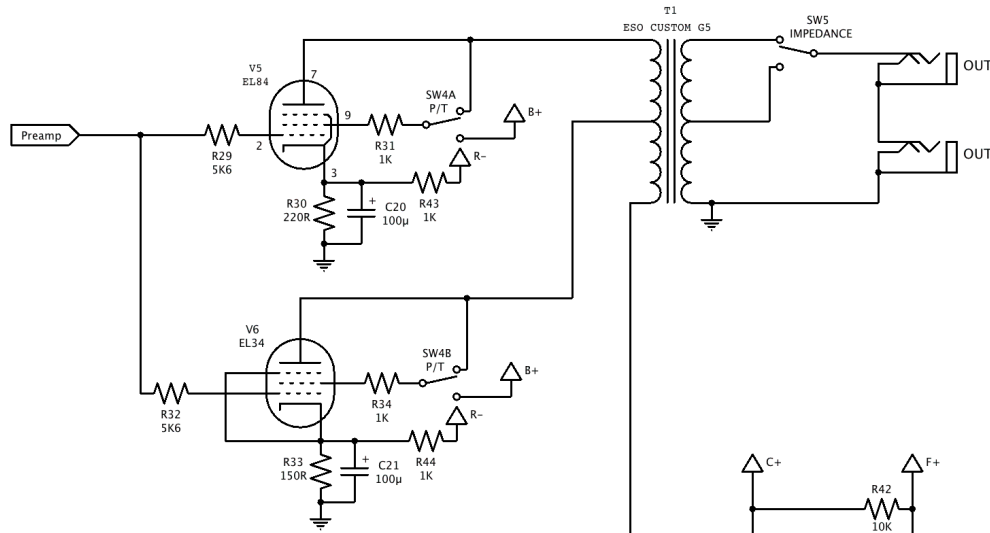 T1
ESO CUSTOM G5
SW5
IMPEDANCE
V5
EL84
7
SW4A
P/T
B+
OUT
9
Preamp
2
R29
5K6
R31
1K
R-
3
R30
220R
+
C20
100µ
R43
1K
OUT
V6
EL34
SW4B
P/T
B+
R32
5K6
R34
1K
R-
R33
150R
+
C21
100µ
R44
1K
C+
F+
R42
10K